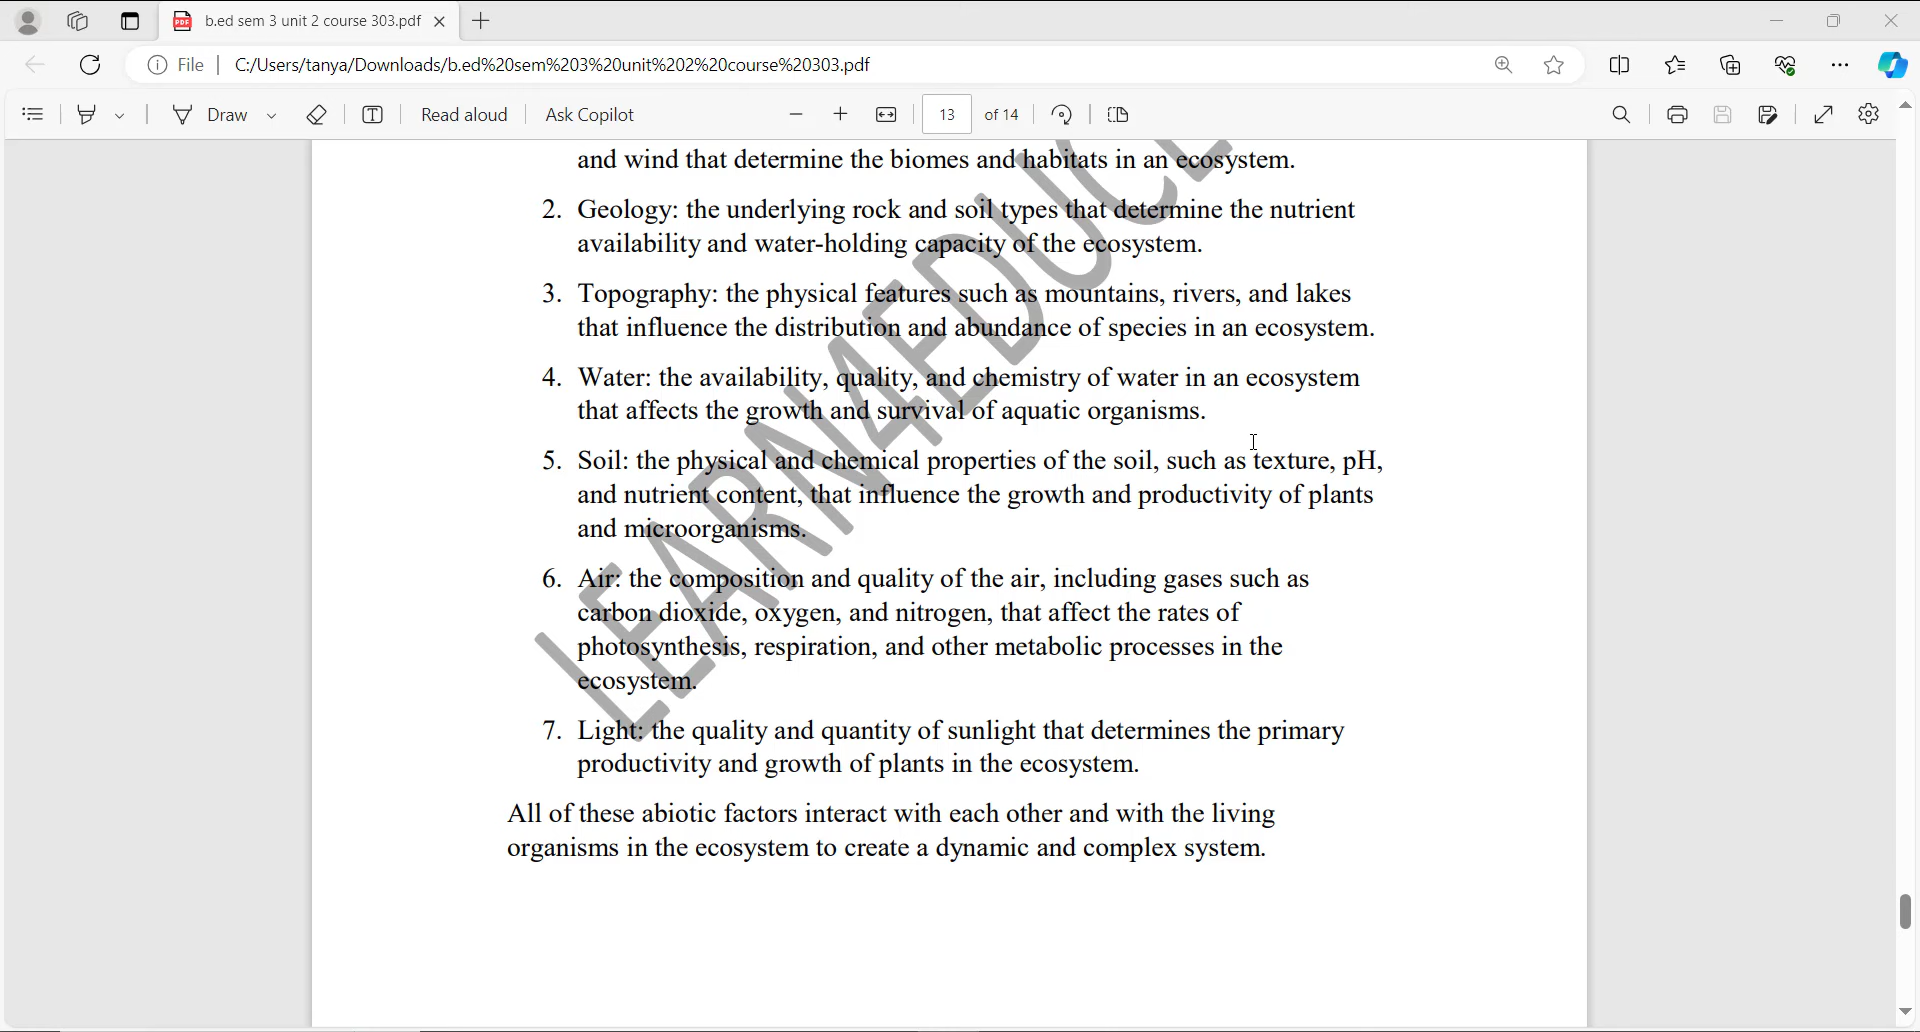 b.ed sem 3 unit 2 course 303.pdf
File
C:/Users/tanya/Downloads/b.ed%20sem%203%20unit%202%20course%20303.pdf
Draw
Read aloud
Ask Copilot
13 of 14
and wind that determine the biomes and habitats in an ecosystem.
2. Geology: the underlying rock and soil types that determine the nutrient
availability and water-holding capacity of the ecosystem.
3. Topography: the physical features such as mountains, rivers, and lakes
that influence the distribution and abundance of species in an ecosystem.
4. Water: the availability, quality, and chemistry of water in an ecosystem
that affects the growth and survival of aquatic organisms.
5. Soil: the physical and chemical properties of the soil, such as texture, pH,
and nutrient content, that influence the growth and productivity of plants
and microorganisms.
6. Air: the composition and quality of the air, including gases such as
carbon dioxide, oxygen, and nitrogen, that affect the rates of
photosynthesis, respiration, and other metabolic processes in the
ecosystem.
7. Light: the quality and quantity of sunlight that determines the primary
productivity and growth of plants in the ecosystem.
All of these abiotic factors interact with each other and with the living
organisms in the ecosystem to create a dynamic and complex system.
LEARN4EDUCE